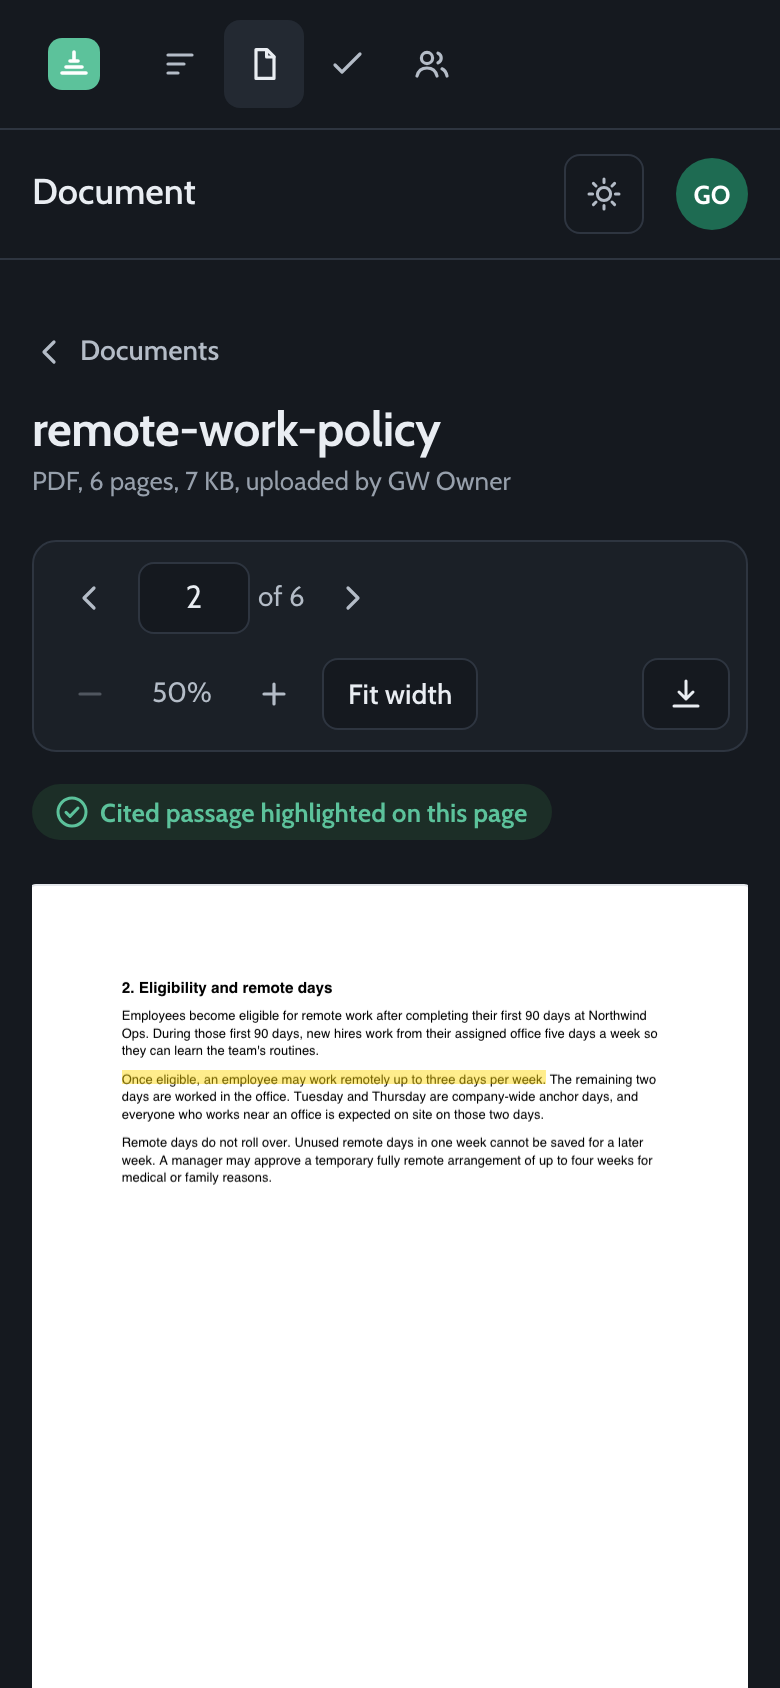 Document
GO
Documents
remote-work-policy
PDF, 6 pages, 7 KB, uploaded by GW Owner
2 of 6
50%
Fit width
Cited passage highlighted on this page
2. Eligibility and remote days
Employees become eligible for remote work after completing their first 90 days at Northwind
Ops. During those first 90 days, new hires work from their assigned office five days a week so
they can learn the team's routines.
Once eligible, an employee may work remotely up to three days per week. The remaining two
days are worked in the office. Tuesday and Thursday are company-wide anchor days, and
everyone who works near an office is expected on site on those two days.
Remote days do not roll over. Unused remote days in one week cannot be saved for a later
week. A manager may approve a temporary fully remote arrangement of up to four weeks for
medical or family reasons.